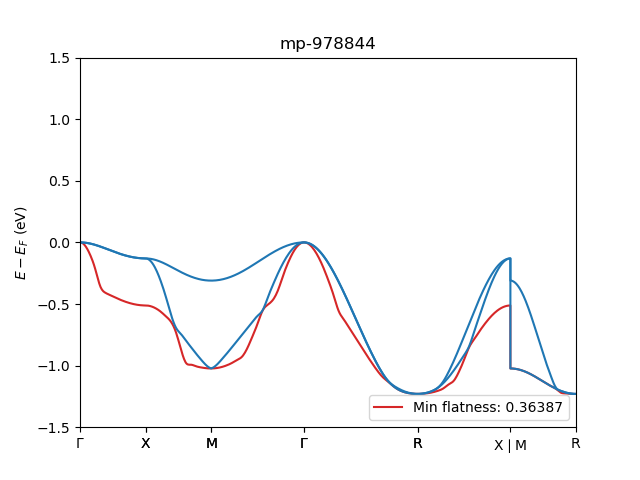 mp-978844
E − E_F (eV)
1.5
1.0
0.5
0.0
−0.5
−1.0
−1.5
Min flatness: 0.36387
Γ X M Γ R X | M R